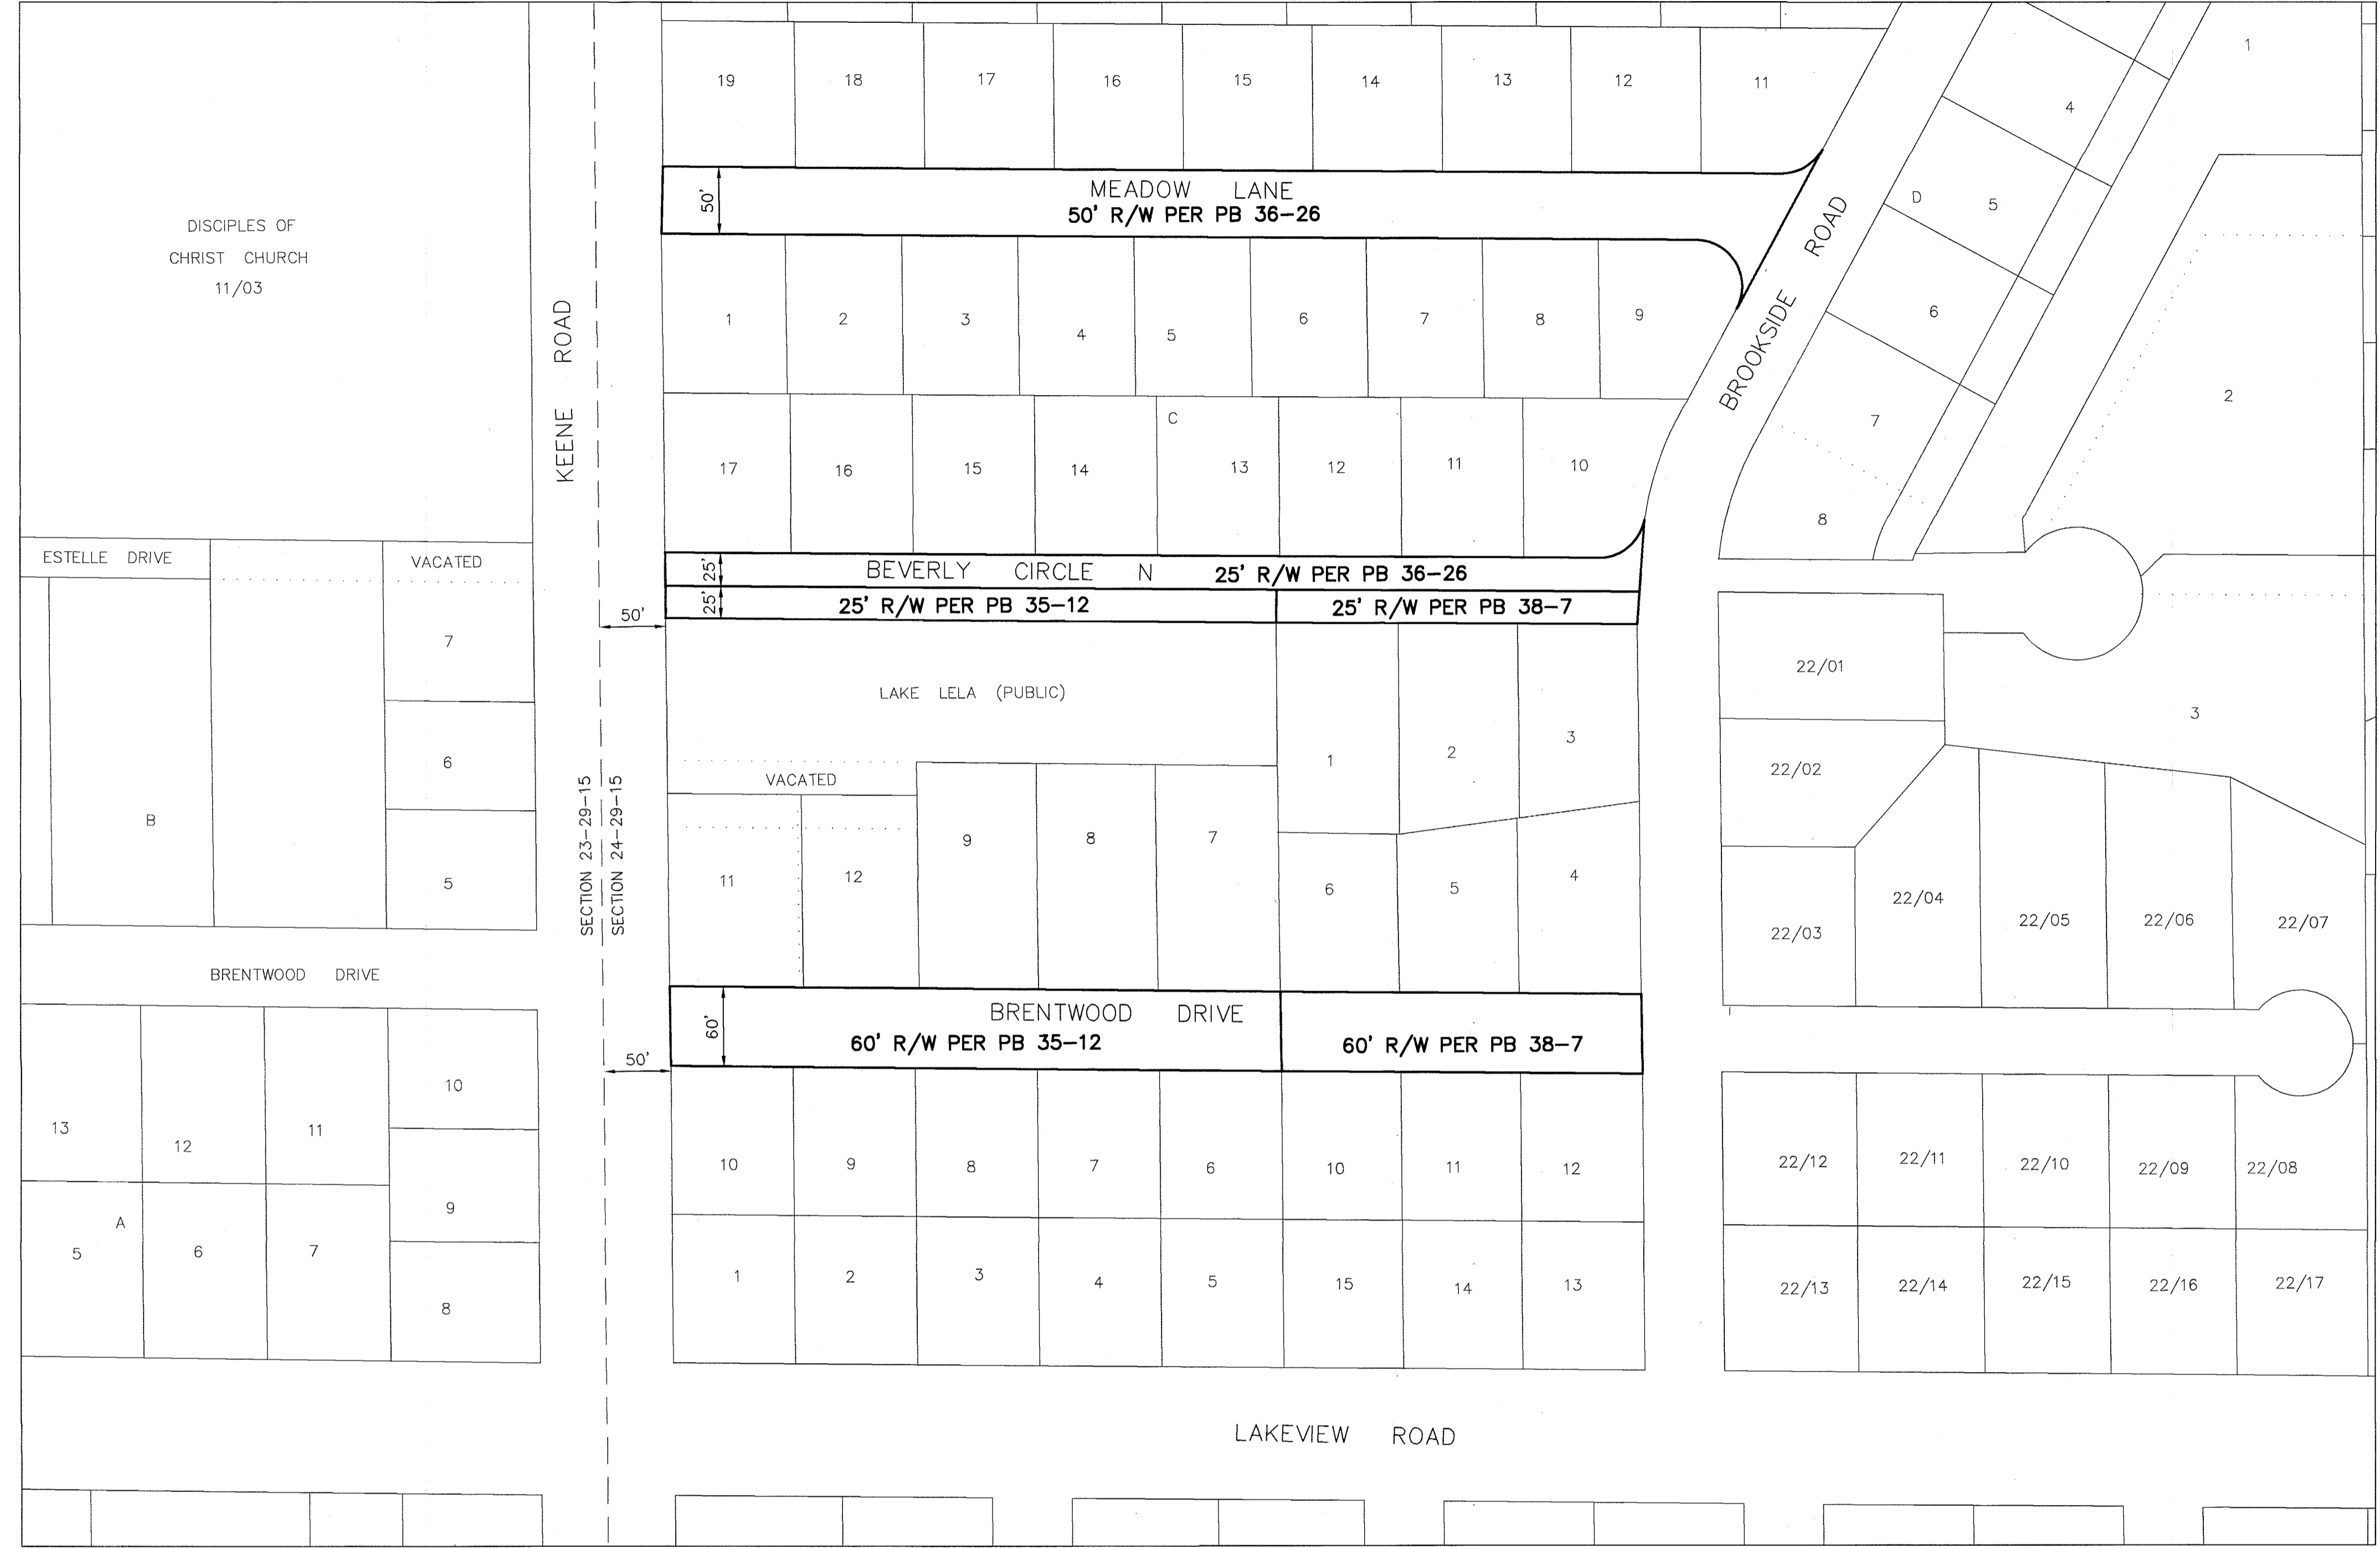 19 18 17 16 15 14 13 12 11
1
4
MEADOW LANE
50' R/W PER PB 36-26
50'
DISCIPLES OF
CHRIST CHURCH
11/03
KEENE ROAD
BROOKSIDE ROAD
D
5
6
7
8
2
1 2 3 4 5 6 7 8 9
C
17 16 15 14 13 12 11 10
ESTELLE DRIVE
VACATED
25'
BEVERLY CIRCLE N
25' R/W PER PB 36-26
25'
25' R/W PER PB 35-12
25' R/W PER PB 38-7
50'
7
6
5
B
LAKE LELA (PUBLIC)
VACATED
SECTION 23-29-15
SECTION 24-29-15
11 12 9 8 7
1 2 3
6 5 4
22/01
22/02
22/03
22/04
22/05
22/06
22/07
3
BRENTWOOD DRIVE
60'
BRENTWOOD DRIVE
60' R/W PER PB 35-12
60' R/W PER PB 38-7
50'
13 12 11 10
9
A
5 6 7
8
10 9 8 7 6 10 11 12
1 2 3 4 5 15 14 13
22/12 22/11 22/10 22/09 22/08
22/13 22/14 22/15 22/16 22/17
LAKEVIEW ROAD